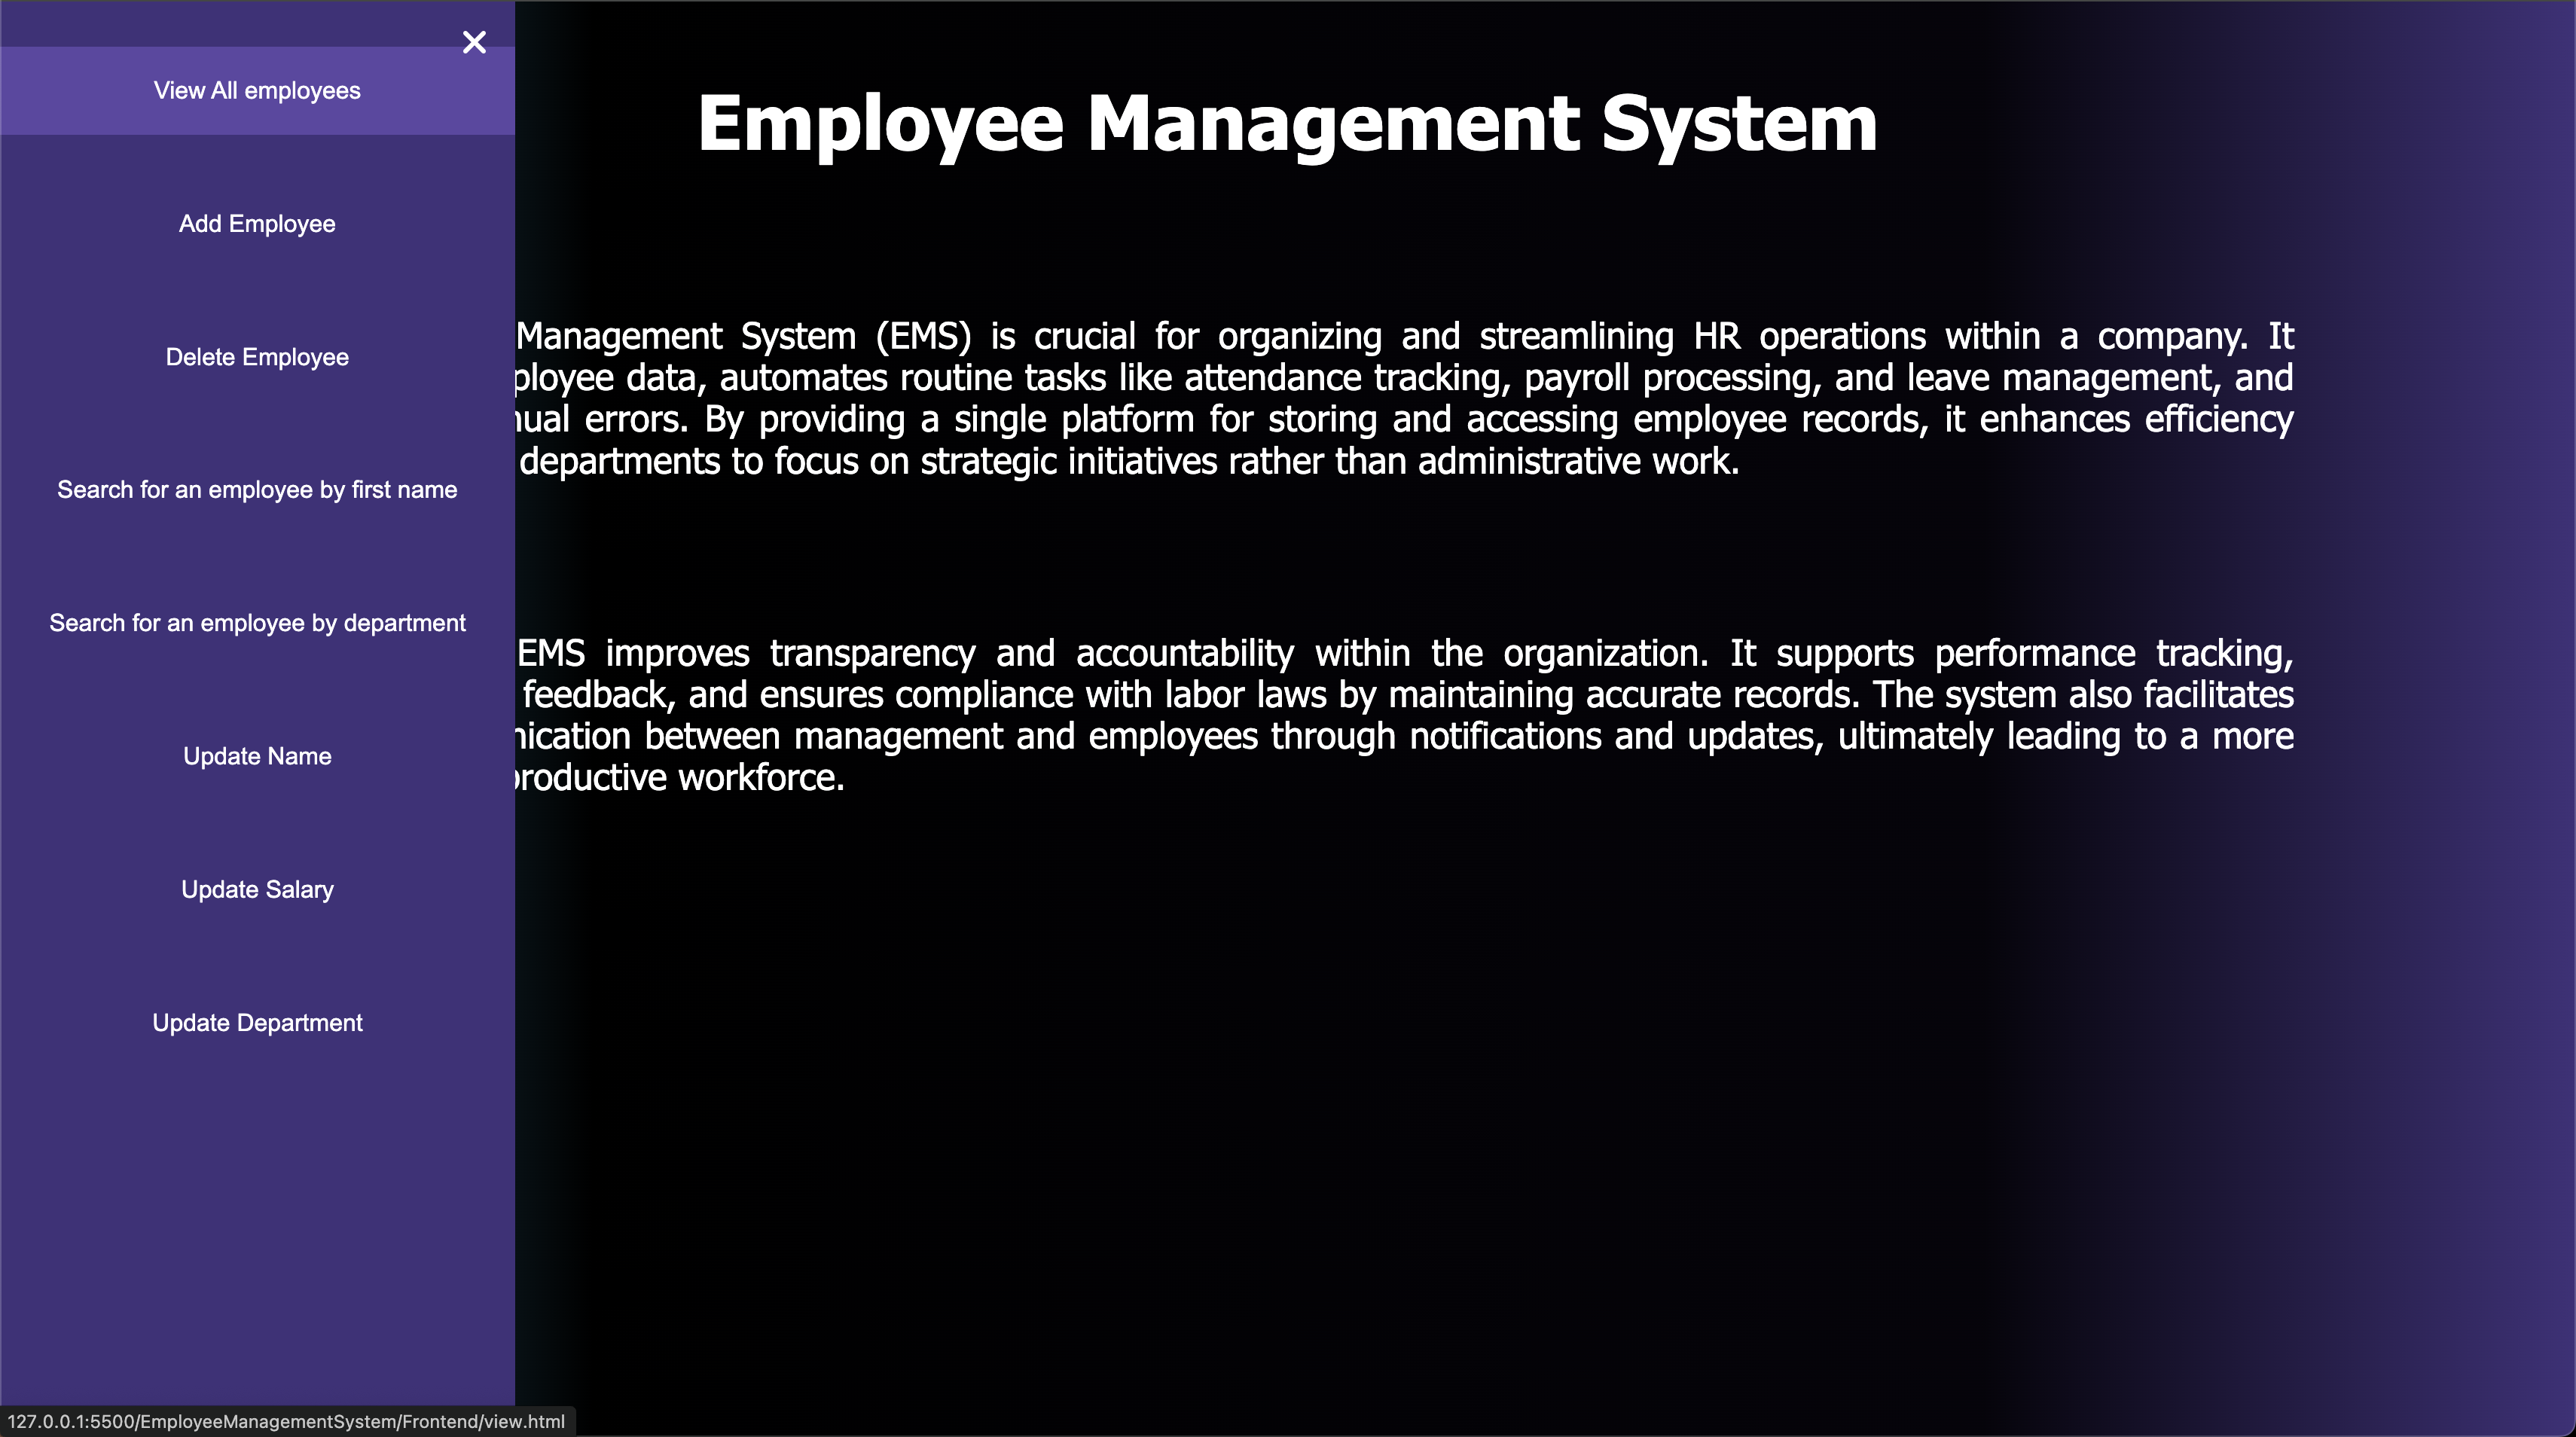 View All employees
Add Employee
Delete Employee
Search for an employee by first name
Search for an employee by department
Update Name
Update Salary
Update Department
Employee Management System
Management System (EMS) is crucial for organizing and streamlining HR operations within a company. It
ployee data, automates routine tasks like attendance tracking, payroll processing, and leave management, and
ual errors. By providing a single platform for storing and accessing employee records, it enhances efficiency
departments to focus on strategic initiatives rather than administrative work.
EMS improves transparency and accountability within the organization. It supports performance tracking,
feedback, and ensures compliance with labor laws by maintaining accurate records. The system also facilitates
ication between management and employees through notifications and updates, ultimately leading to a more
productive workforce.
127.0.0.1:5500/EmployeeManagementSystem/Frontend/view.html